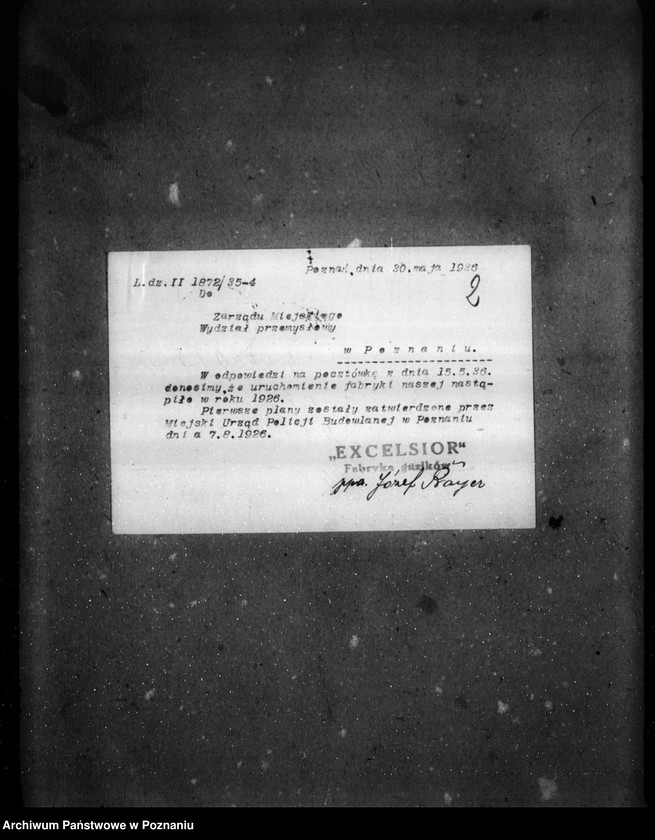 Poznań, dnia 30. maja 1936
L.dz.II 1872/35-4
2
Do
Zarządu Miejskiego
Wydział przemysłowy
w Poznaniu.
W odpowiedzi na pocztówkę z dnia 15.5.36.
donosimy, że uruchomienie fabryki naszej nastą-
piło w roku 1926.
Pierwsze plany zostały zatwierdzone przez
Miejski Urząd Policji Budowlanej w Poznaniu
dnia 7.8.1926.
„EXCELSIOR"
Fabryka guzików
ppa. Józef Bayer
Archiwum Państwowe w Poznaniu